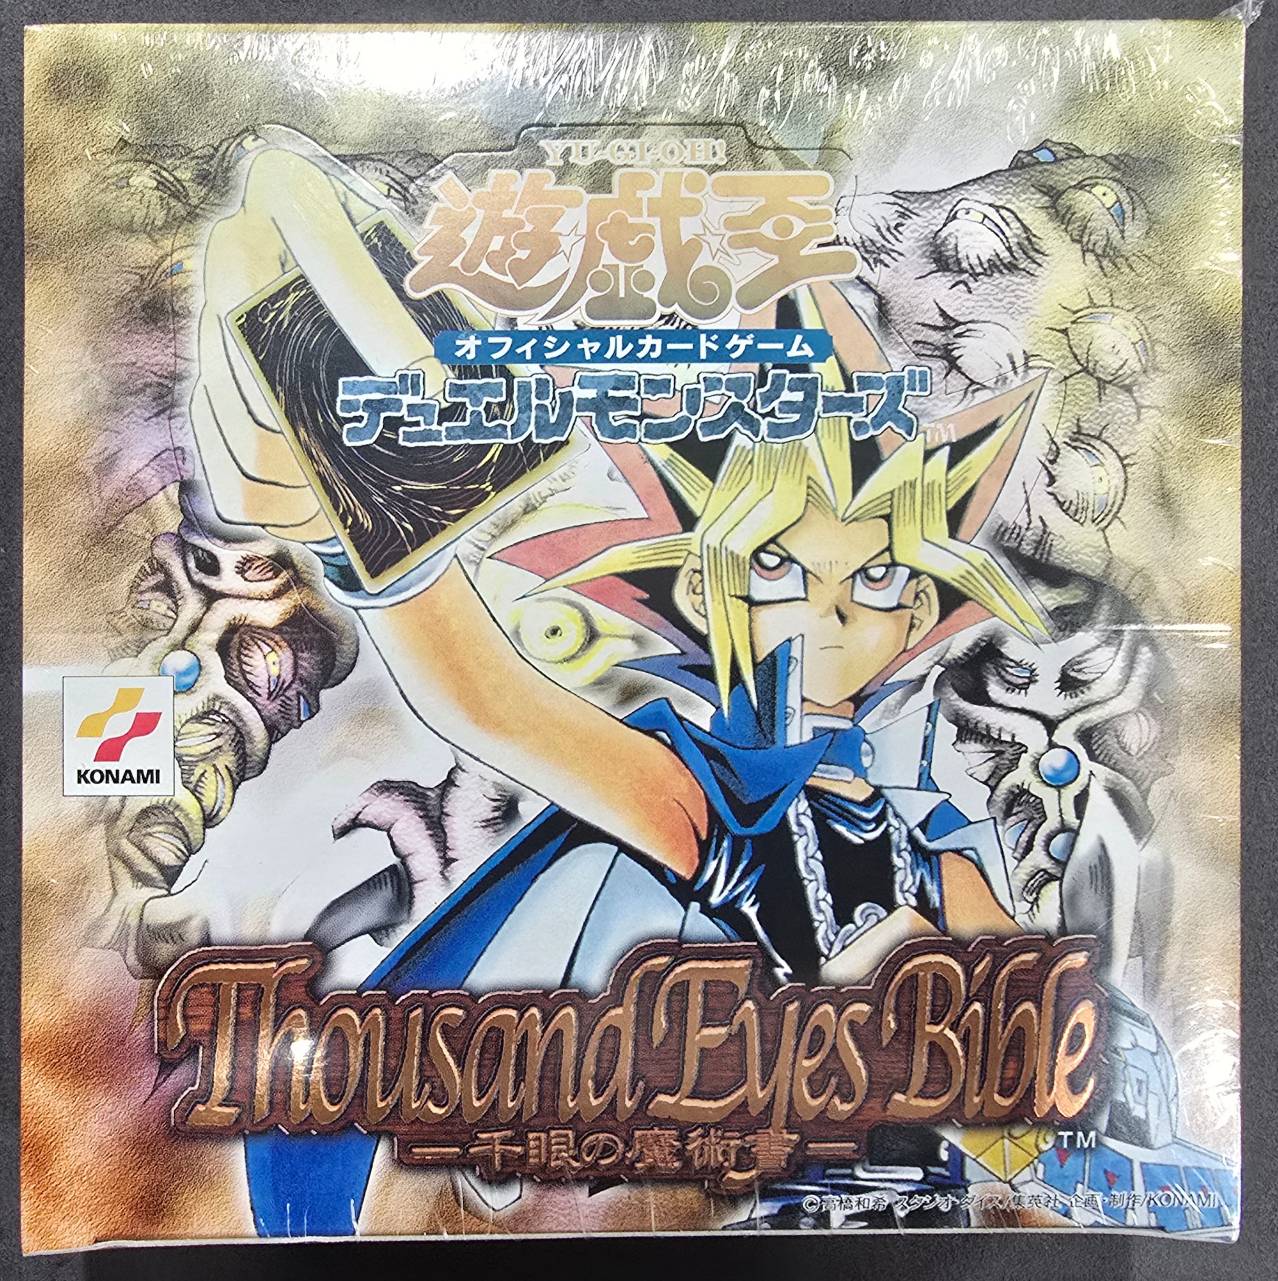 YU-GI-OH!
遊☥戯王
オフィシャルカードゲーム
デュエルモンスターズ™
KONAMI
Thousand Eyes Bible
－千眼の魔術書－
TM
©高橋和希 スタジオ・ダイス/集英社 企画・制作/KONAMI